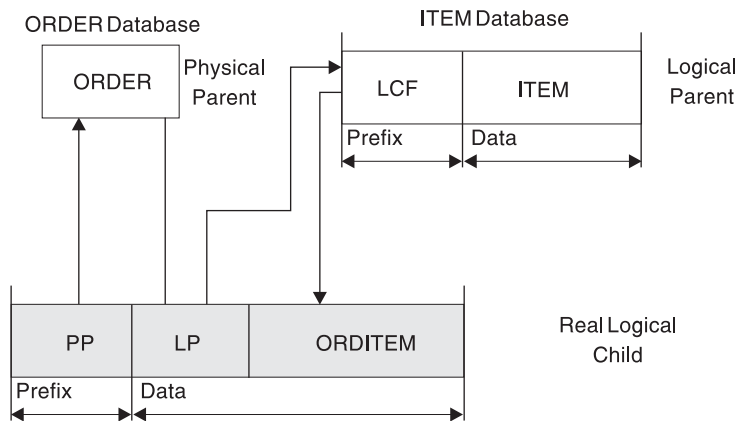 ORDER Database
ITEM Database
ORDER
Physical
Parent
LCF
ITEM
Logical
Parent
Prefix
Data
PP
LP
ORDITEM
Real Logical
Child
Prefix
Data